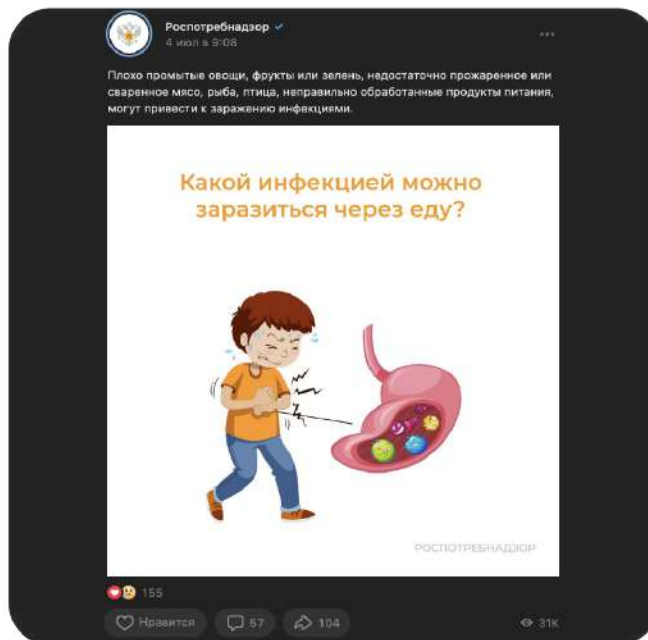 Роспотребнадзор
4 июл в 9:08
Плохо промытые овощи, фрукты или зелень, недостаточно прожаренное или
сваренное мясо, рыба, птица, неправильно обработанные продукты питания,
могут привести к заражению инфекциями.
Какой инфекцией можно
заразиться через еду?
РОСПОТРЕБНАДЗОР
155
Нравится 57 104 31K